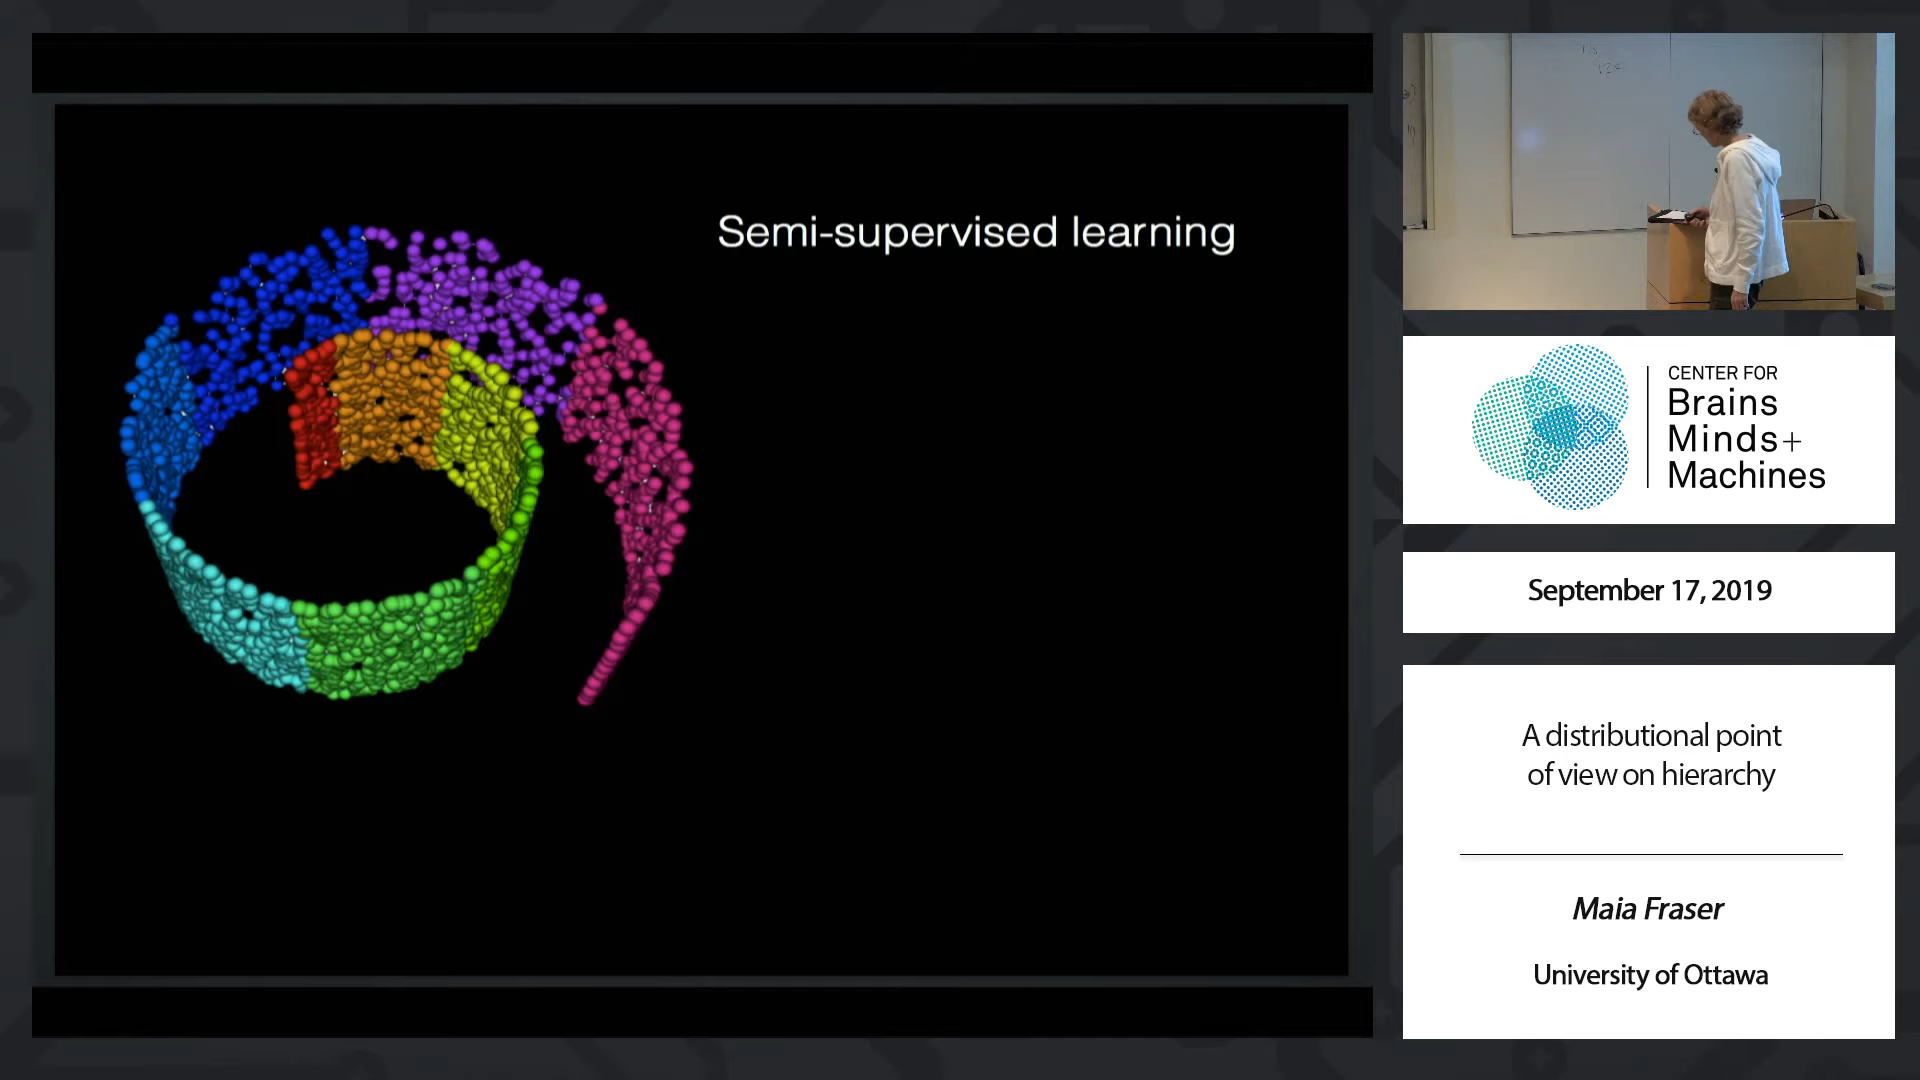 Semi-supervised learning
CENTER FOR
Brains
Minds+
Machines
September 17, 2019
A distributional point
of view on hierarchy
Maia Fraser
University of Ottawa